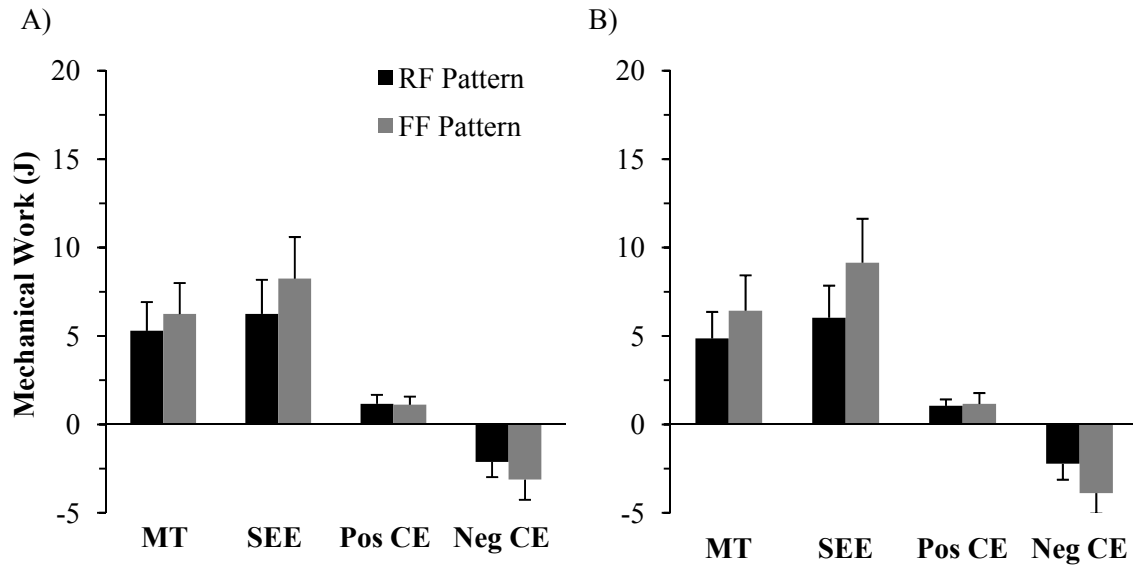 A)
B)
Mechanical Work (J)
20
15
10
5
0
-5
RF Pattern
FF Pattern
MT SEE Pos CE Neg CE
20
15
10
5
0
-5
MT SEE Pos CE Neg CE